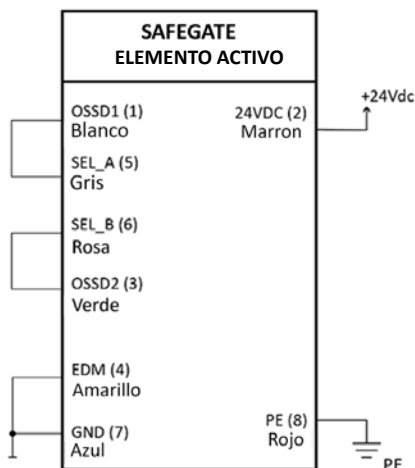 SAFEGATE
ELEMENTO ACTIVO
OSSD1 (1)
Blanco
SEL_A (5)
Gris
SEL_B (6)
Rosa
OSSD2 (3)
Verde
EDM (4)
Amarillo
GND (7)
Azul
24VDC (2)
Marron
+24Vdc
PE (8)
Rojo
PE